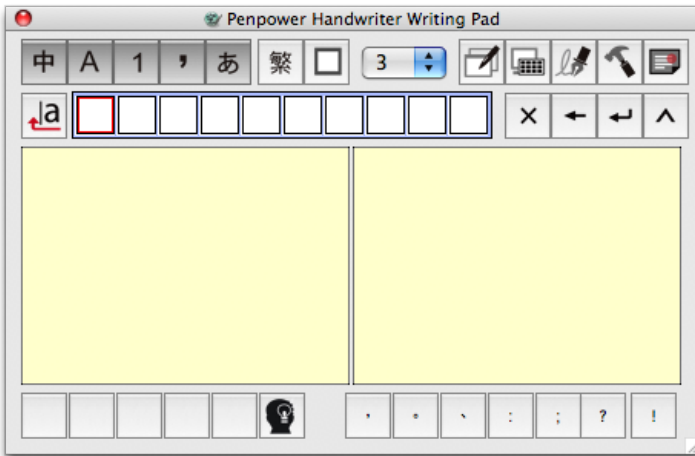 Penpower Handwriter Writing Pad
中 A 1 , あ 繁 3
a
, 。 、 : ; ? !